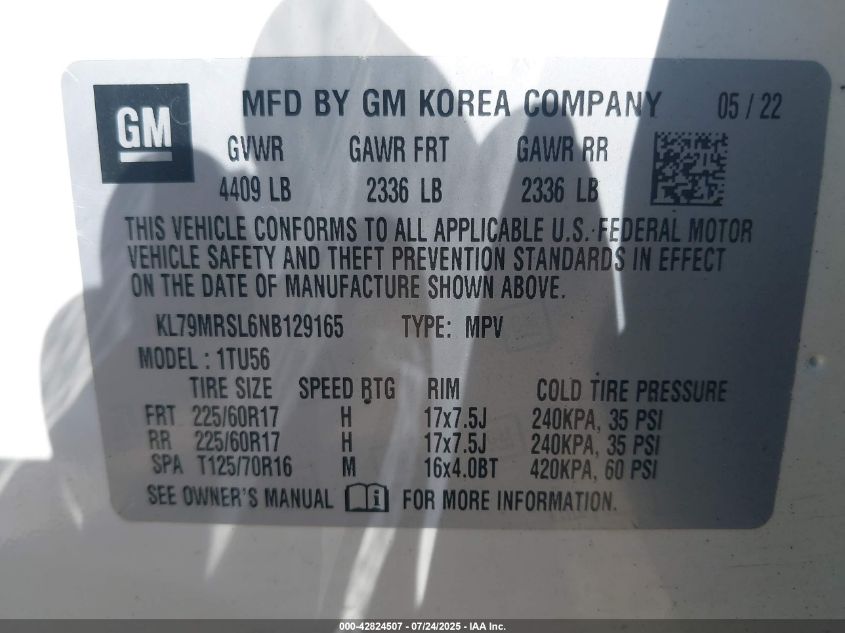 GM
MFD BY GM KOREA COMPANY 05 / 22
GVWR GAWR FRT GAWR RR
4409 LB 2336 LB 2336 LB
THIS VEHICLE CONFORMS TO ALL APPLICABLE U.S. FEDERAL MOTOR
VEHICLE SAFETY AND THEFT PREVENTION STANDARDS IN EFFECT
ON THE DATE OF MANUFACTURE SHOWN ABOVE.
KL79MRSL6NB129165 TYPE: MPV
MODEL : 1TU56
TIRE SIZE SPEED RTG RIM COLD TIRE PRESSURE
FRT 225/60R17 H 17x7.5J 240KPA, 35 PSI
RR 225/60R17 H 17x7.5J 240KPA, 35 PSI
SPA T125/70R16 M 16x4.0BT 420KPA, 60 PSI
SEE OWNER'S MANUAL i FOR MORE INFORMATION.
000-42824507 - 07/24/2025 - IAA Inc.